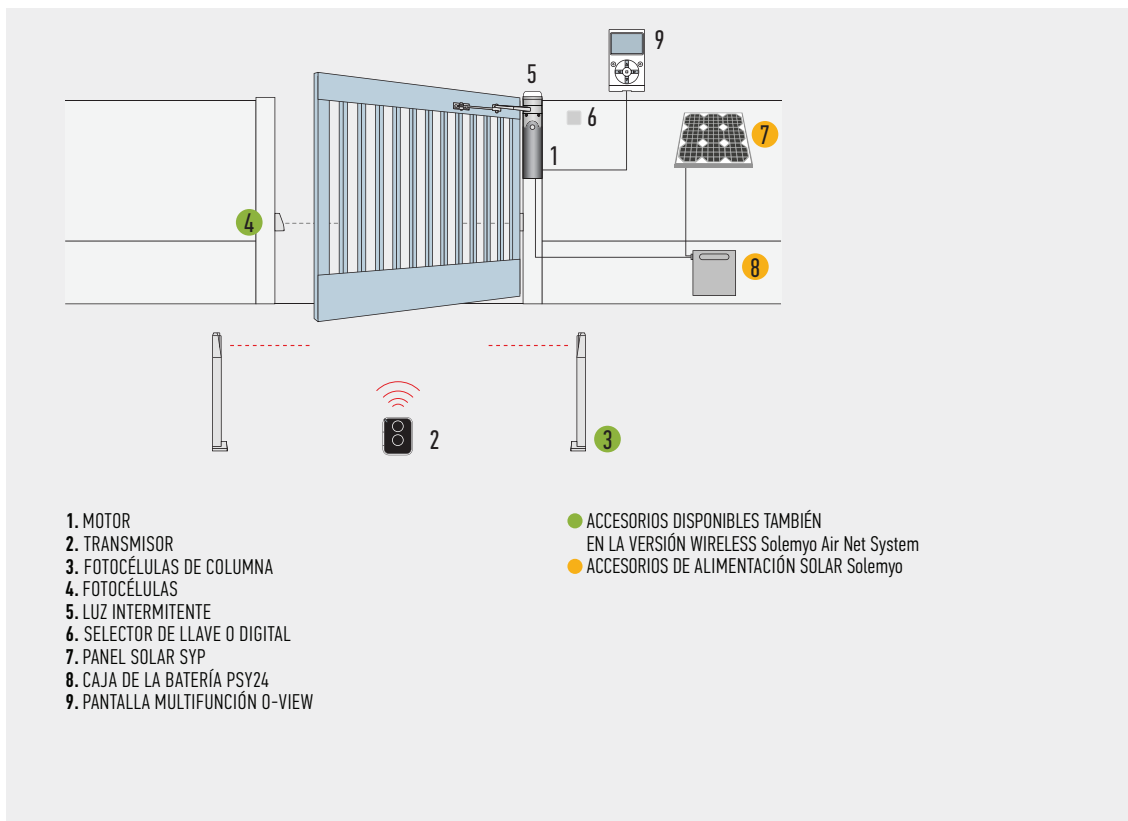 9
5
6
7
1
4
8
2
3
1. MOTOR
2. TRANSMISOR
3. FOTOCÉLULAS DE COLUMNA
4. FOTOCÉLULAS
5. LUZ INTERMITENTE
6. SELECTOR DE LLAVE O DIGITAL
7. PANEL SOLAR SYP
8. CAJA DE LA BATERÍA PSY24
9. PANTALLA MULTIFUNCIÓN O-VIEW
ACCESORIOS DISPONIBLES TAMBIÉN
EN LA VERSIÓN WIRELESS Solemyo Air Net System
ACCESORIOS DE ALIMENTACIÓN SOLAR Solemyo